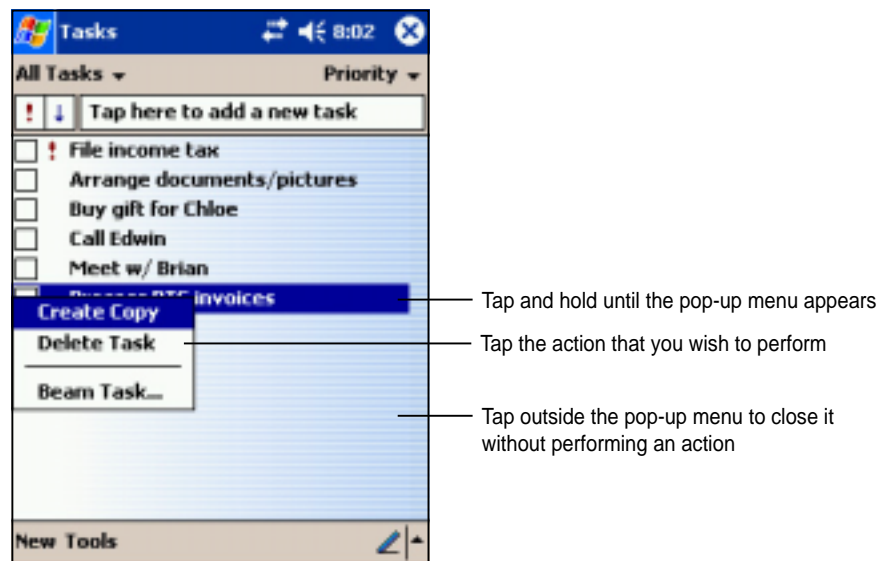 Tasks 8:02
All Tasks Priority
! ↓ Tap here to add a new task
! File income tax
Arrange documents/pictures
Buy gift for Chloe
Call Edwin
Meet w/ Brian
invoices
Create Copy
Delete Task
Beam Task...
New Tools
Tap and hold until the pop-up menu appears
Tap the action that you wish to perform
Tap outside the pop-up menu to close it
without performing an action